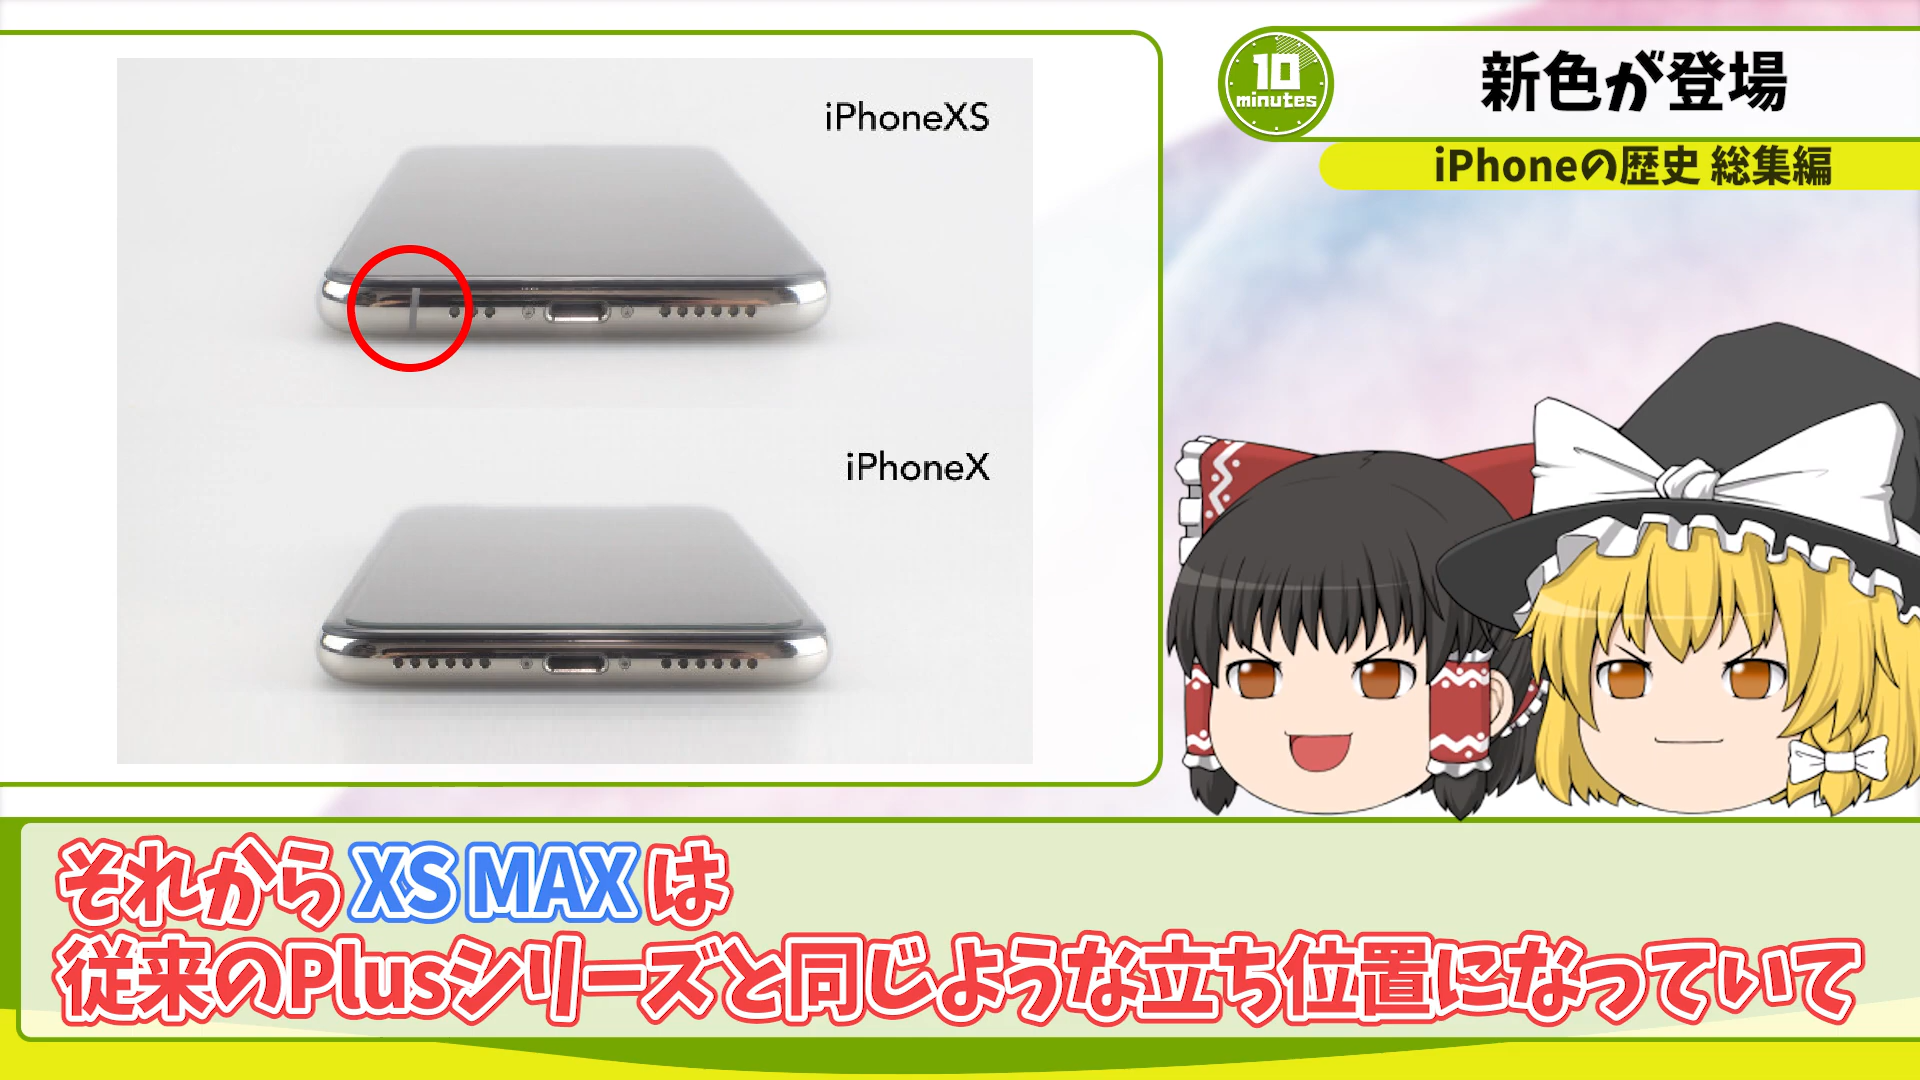 iPhoneXS
iPhoneX
10
minutes
新色が登場
iPhoneの歴史 総集編
それから XS MAX は
従来のPlusシリーズと同じような立ち位置になっていて